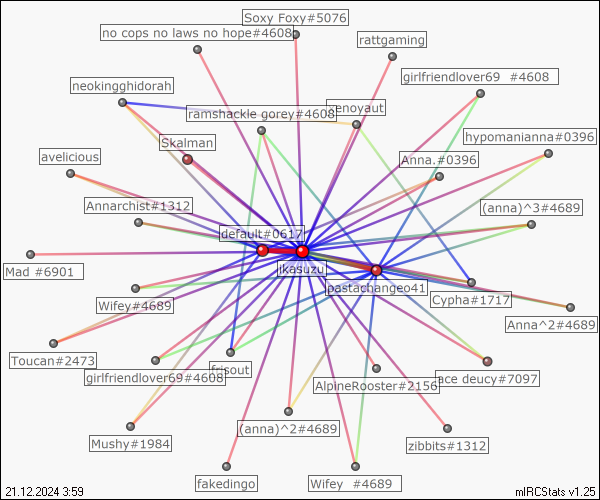 Soxy Foxy#5076
no cops no laws no hope#4608
rattgaming
girlfriendlover69 #4608
neokingghidorah
ramshackle gorey#4608
xenoyaut
hypomanianna#0396
Skalman
avelicious
Anna.#0396
Annarchist#1312
(anna)^3#4689
default#0617
ikasuzu
Mad #6901
pastachangeo41
Cypha#1717
Wifey#4689
Anna^2#4689
Toucan#2473
frisout
girlfriendlover69#4608
ace deucy#7097
AlpineRooster#2156
(anna)^2#4689
Mushy#1984
zibbits#1312
fakedingo
Wifey #4689
21.12.2024 3:59
mIRCStats v1.25